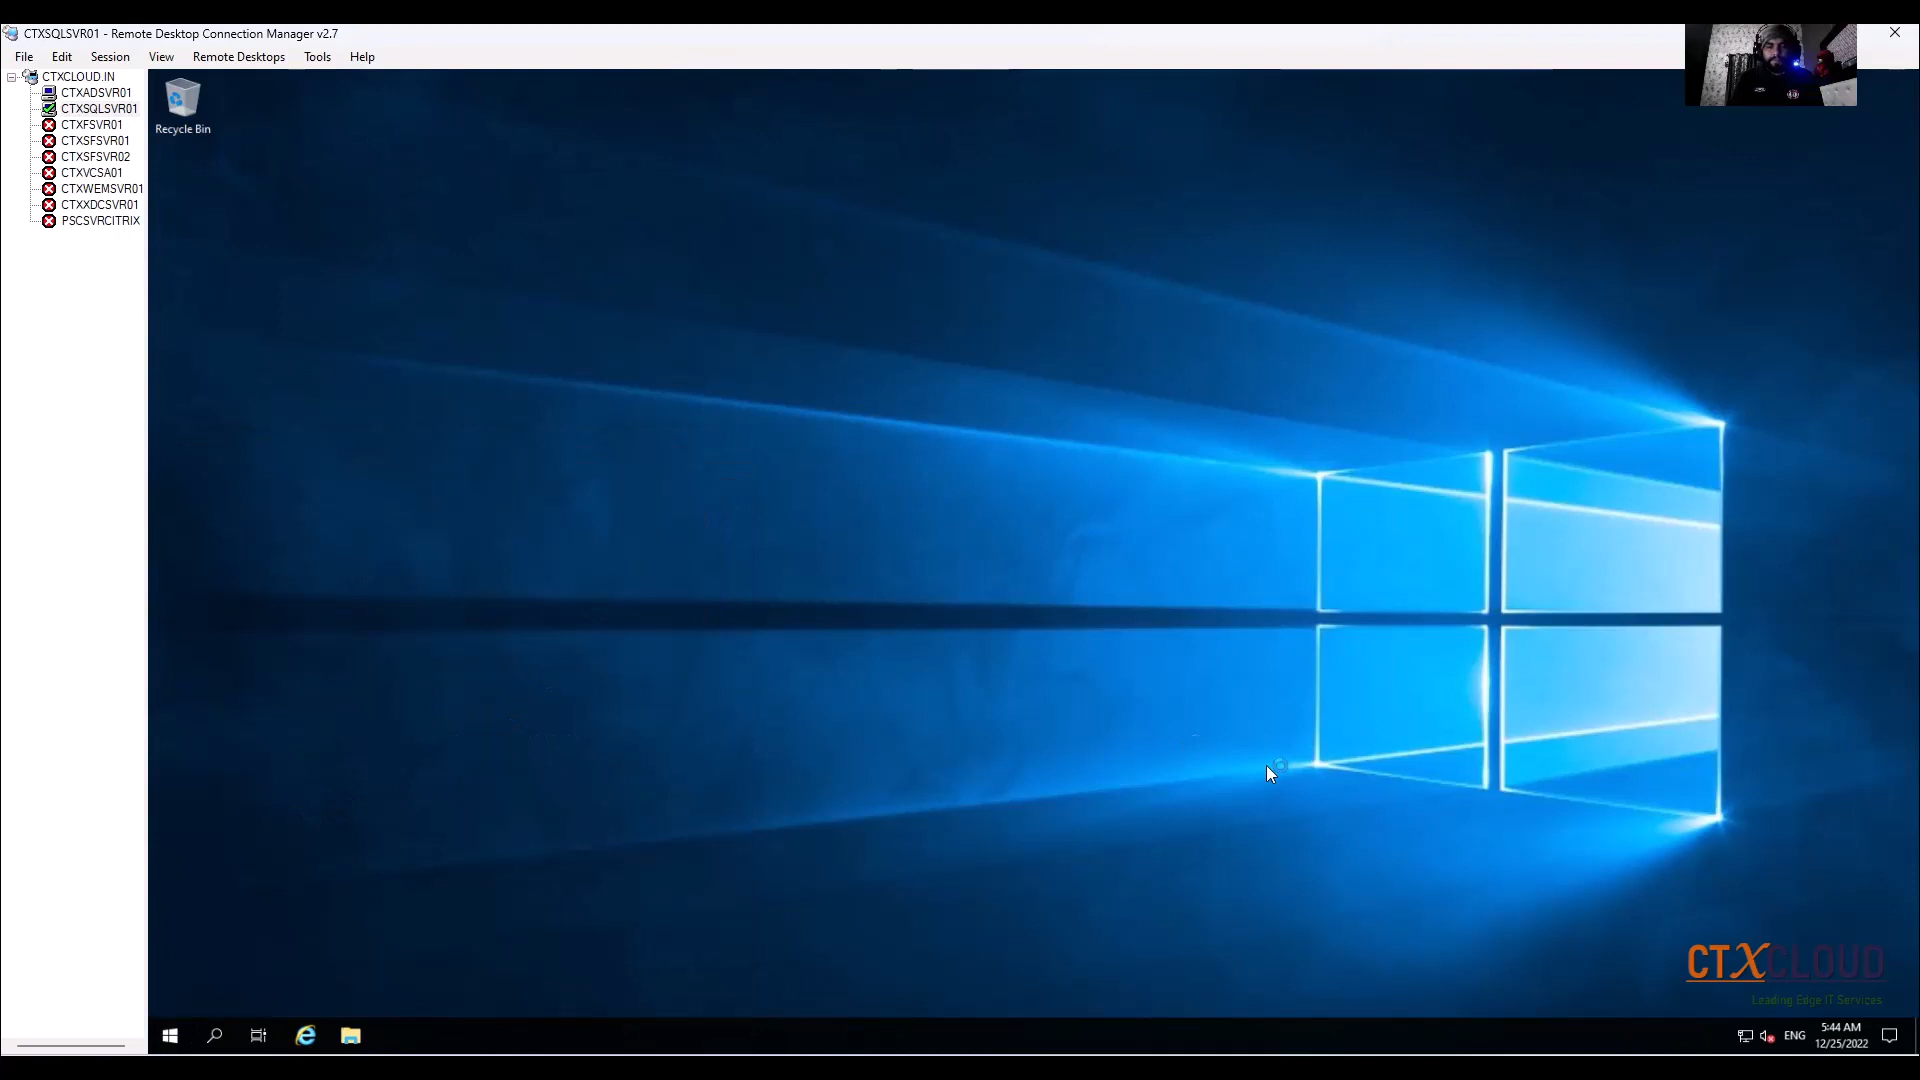 CTXSQLSVR01 - Remote Desktop Connection Manager v2.7
File Edit Session View Remote Desktops Tools Help
CTXCLOUD.IN
CTXADSVR01
CTXSQLSVR01
CTXFSVR01
CTXSFSVR01
CTXSFSVR02
CTXVCSA01
CTXWEMSVR01
CTXXDCSVR01
PSCSVRCITRIX
Recycle Bin
CTXCLOUD
Leading Edge IT Services
ENG
5:44 AM
12/25/2022